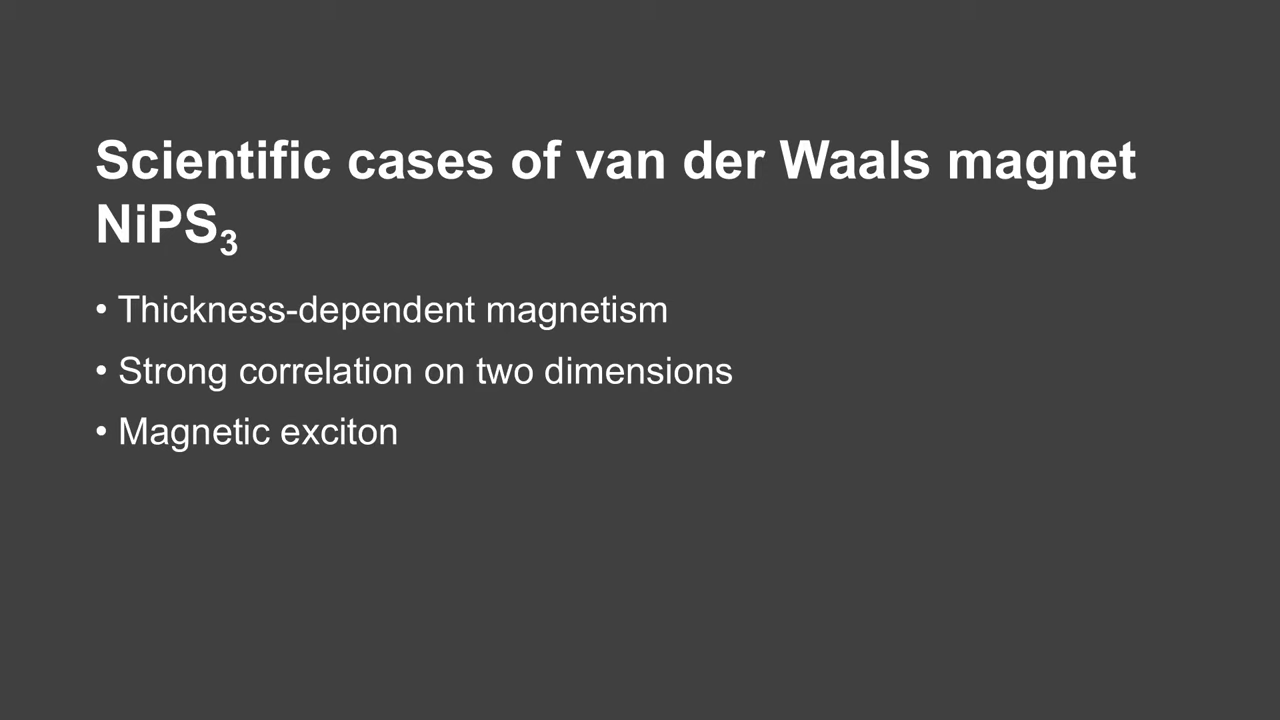 Scientific cases of van der Waals magnet
NiPS₃
• Thickness-dependent magnetism
• Strong correlation on two dimensions
• Magnetic exciton